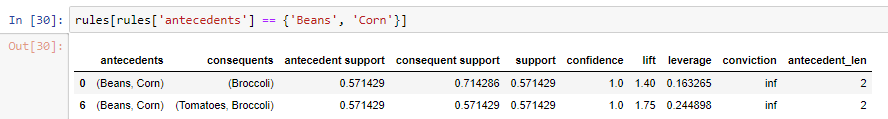 In [30]: rules[rules['antecedents'] == {'Beans', 'Corn'}]
Out[30]:
antecedents consequents antecedent support consequent support support confidence lift leverage conviction antecedent_len
0 (Beans, Corn) (Broccoli) 0.571429 0.714286 0.571429 1.0 1.40 0.163265 inf 2
6 (Beans, Corn) (Tomatoes, Broccoli) 0.571429 0.571429 0.571429 1.0 1.75 0.244898 inf 2